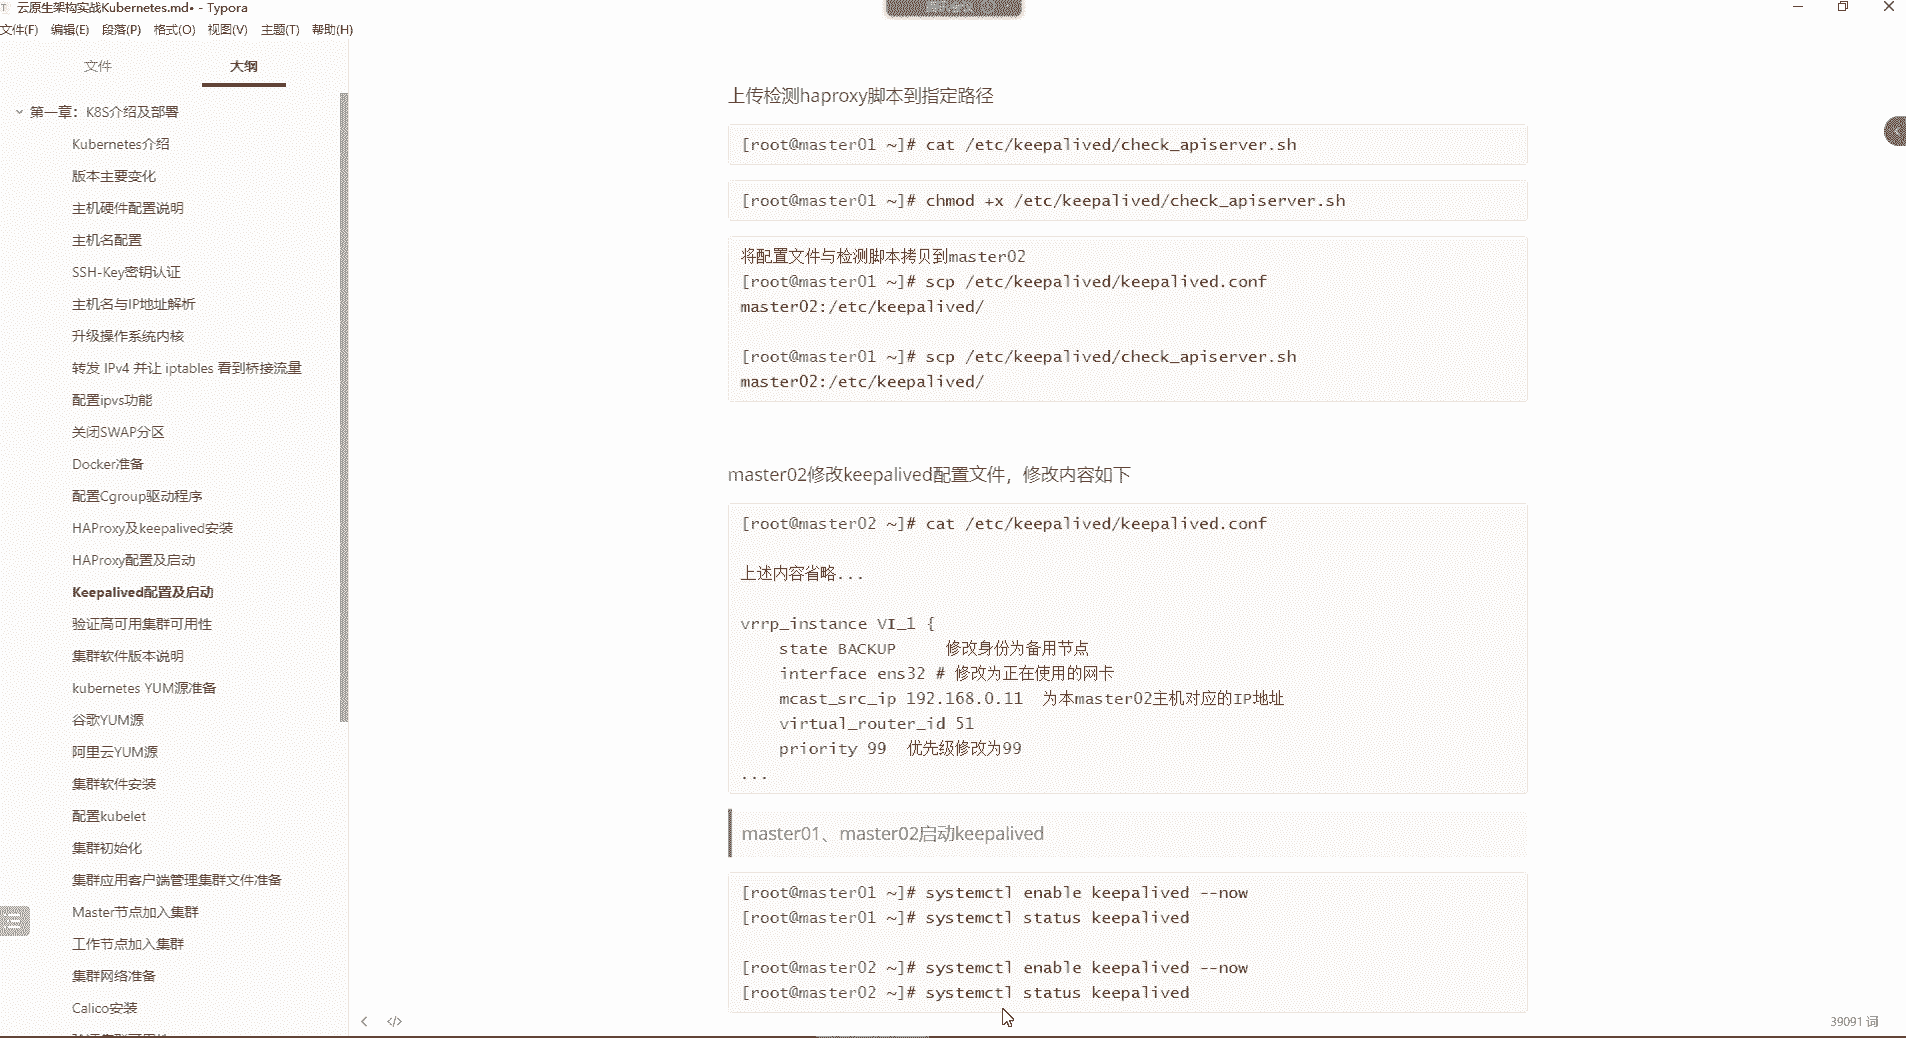 云原生架构实战Kubernetes.md• - Typora
文件(F) 编辑(E) 段落(P) 格式(O) 视图(V) 主题(T) 帮助(H)
文件 大纲
第一章：K8S介绍及部署
Kubernetes介绍
版本主要变化
主机硬件配置说明
主机名配置
SSH-Key密钥认证
主机名与IP地址解析
升级操作系统内核
转发 IPv4 并让 iptables 看到桥接流量
配置ipvs功能
关闭SWAP分区
Docker准备
配置Cgroup驱动程序
HAProxy及keepalived安装
HAProxy配置及启动
Keepalived配置及启动
验证高可用集群可用性
集群软件版本说明
kubernetes YUM源准备
谷歌YUM源
阿里云YUM源
集群软件安装
配置kubelet
集群初始化
集群应用客户端管理集群文件准备
Master节点加入集群
工作节点加入集群
集群网络准备
Calico安装
上传检测haproxy脚本到指定路径
[root@master01 ~]# cat /etc/keepalived/check_apiserver.sh
[root@master01 ~]# chmod +x /etc/keepalived/check_apiserver.sh
将配置文件与检测脚本拷贝到master02
[root@master01 ~]# scp /etc/keepalived/keepalived.conf
master02:/etc/keepalived/
[root@master01 ~]# scp /etc/keepalived/check_apiserver.sh
master02:/etc/keepalived/
master02修改keepalived配置文件，修改内容如下
[root@master02 ~]# cat /etc/keepalived/keepalived.conf
上述内容省略...
vrrp_instance VI_1 {
state BACKUP 修改身份为备用节点
interface ens32 # 修改为正在使用的网卡
mcast_src_ip 192.168.0.11 为本master02主机对应的IP地址
virtual_router_id 51
priority 99 优先级修改为99
...
master01、master02启动keepalived
[root@master01 ~]# systemctl enable keepalived --now
[root@master01 ~]# systemctl status keepalived
[root@master02 ~]# systemctl enable keepalived --now
[root@master02 ~]# systemctl status keepalived
39091 词